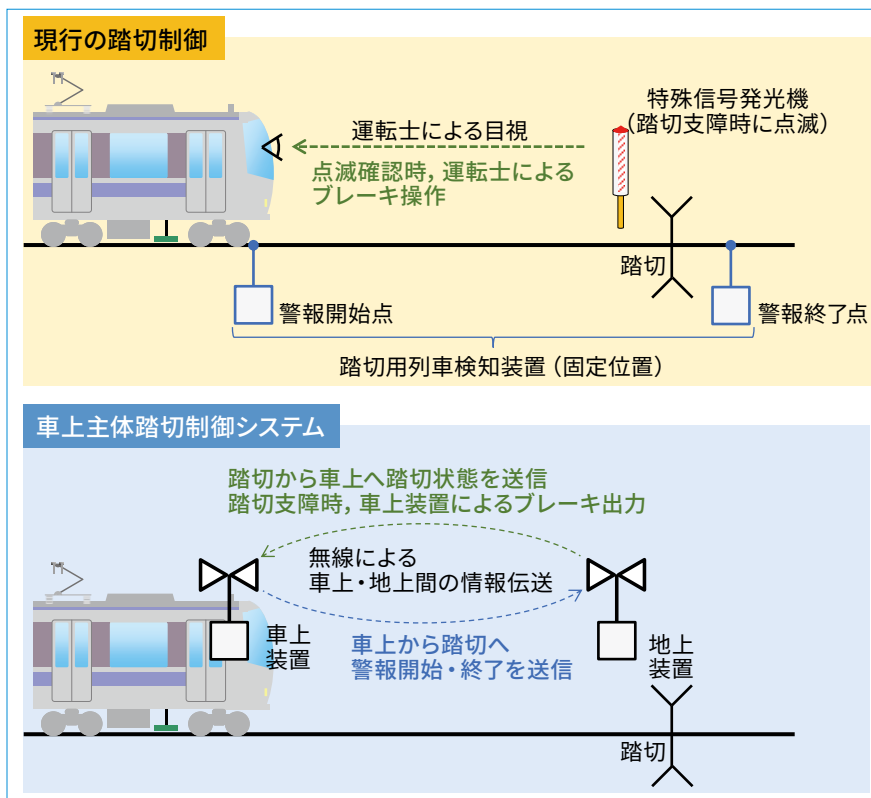 現行の踏切制御
特殊信号発光機
（踏切支障時に点滅）
運転士による目視
点滅確認時，運転士による
ブレーキ操作
踏切
警報開始点
警報終了点
踏切用列車検知装置（固定位置）
車上主体踏切制御システム
踏切から車上へ踏切状態を送信
踏切支障時，車上装置によるブレーキ出力
無線による
車上・地上間の情報伝送
車上
装置
車上から踏切へ
警報開始・終了を送信
地上
装置
踏切